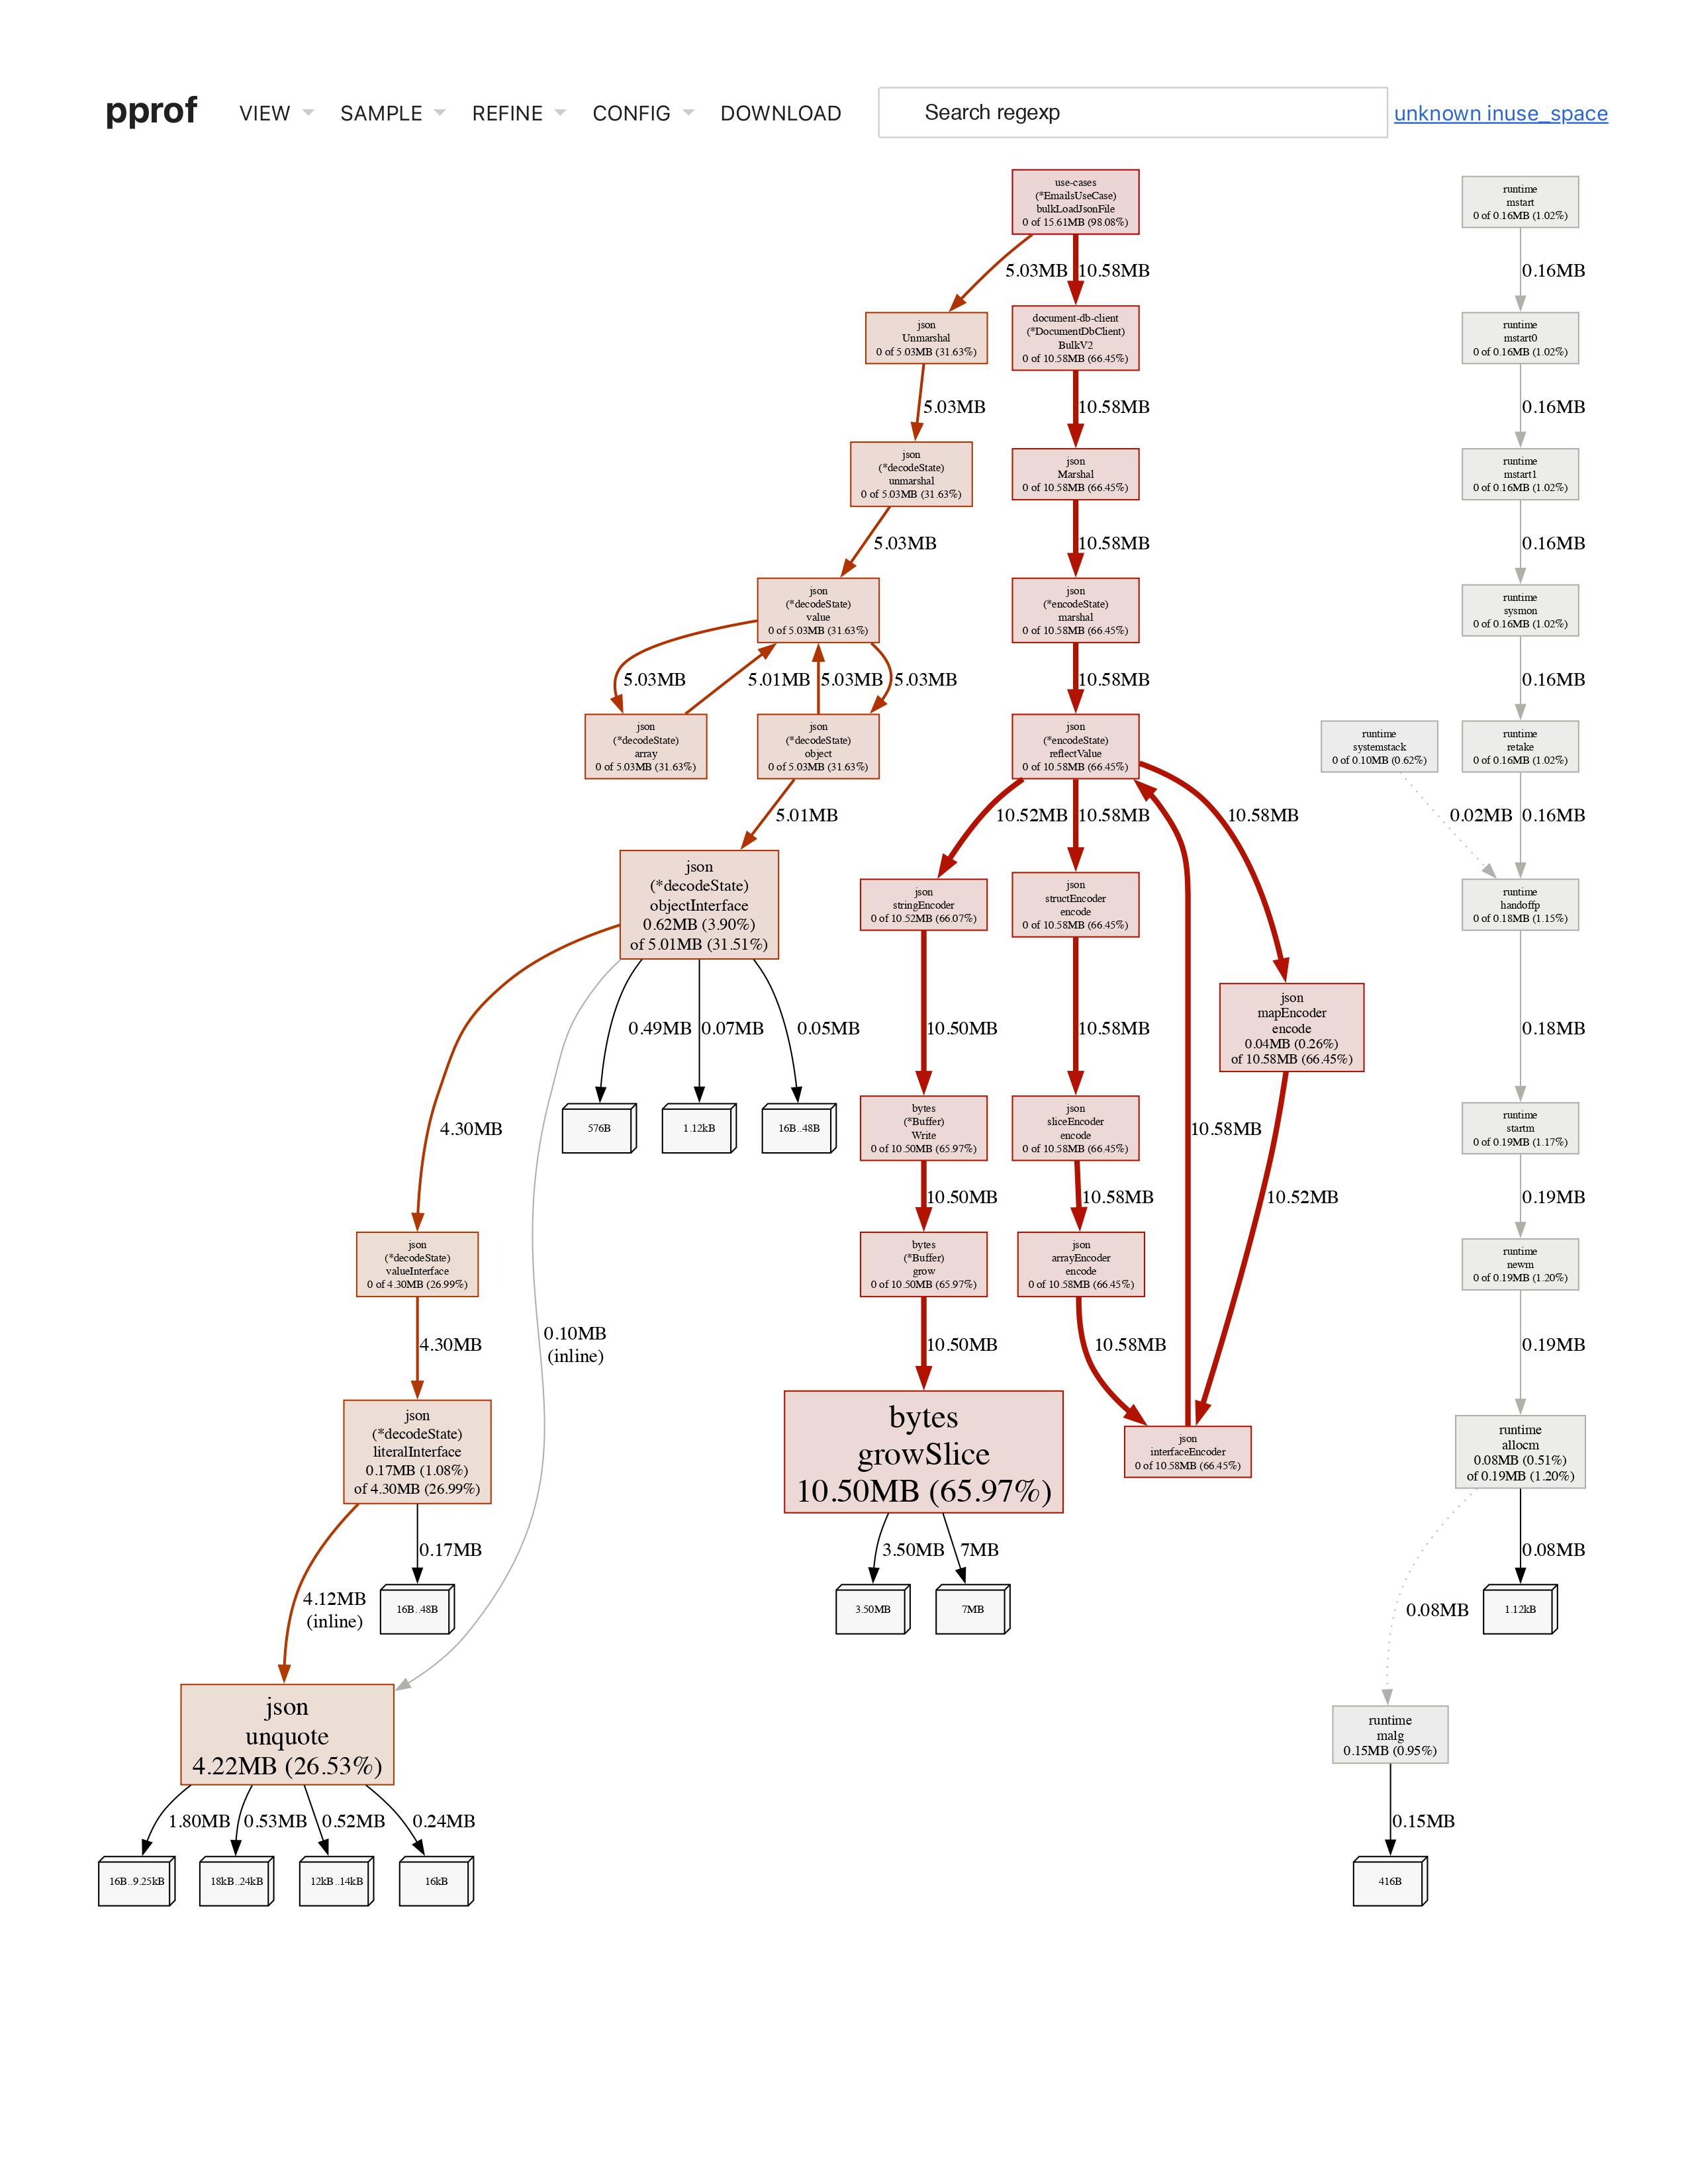 pprof
VIEW
SAMPLE
REFINE
CONFIG
DOWNLOAD
Search regexp
unknown inuse_space
use-cases
(*EmailsUseCase)
bulkLoadJsonFile
0 of 15.61MB (98.08%)
runtime
mstart
0 of 0.16MB (1.02%)
5.03MB
10.58MB
0.16MB
json
Unmarshal
0 of 5.03MB (31.63%)
document-db-client
(*DocumentDbClient)
BulkV2
0 of 10.58MB (66.45%)
runtime
mstart0
0 of 0.16MB (1.02%)
5.03MB
10.58MB
0.16MB
json
(*decodeState)
unmarshal
0 of 5.03MB (31.63%)
json
Marshal
0 of 10.58MB (66.45%)
runtime
mstart1
0 of 0.16MB (1.02%)
5.03MB
10.58MB
0.16MB
json
(*decodeState)
value
0 of 5.03MB (31.63%)
json
(*encodeState)
marshal
0 of 10.58MB (66.45%)
runtime
sysmon
0 of 0.16MB (1.02%)
5.03MB
5.01MB
5.03MB
5.03MB
10.58MB
0.16MB
json
(*decodeState)
array
0 of 5.03MB (31.63%)
json
(*decodeState)
object
0 of 5.03MB (31.63%)
json
(*encodeState)
reflectValue
0 of 10.58MB (66.45%)
runtime
systemstack
0 of 0.10MB (0.62%)
runtime
retake
0 of 0.16MB (1.02%)
5.01MB
10.52MB
10.58MB
10.58MB
0.02MB
0.16MB
json
(*decodeState)
objectInterface
0.62MB (3.90%)
of 5.01MB (31.51%)
json
stringEncoder
0 of 10.52MB (66.07%)
json
structEncoder
encode
0 of 10.58MB (66.45%)
runtime
handoffp
0 of 0.18MB (1.15%)
json
mapEncoder
encode
0.04MB (0.26%)
of 10.58MB (66.45%)
0.49MB
0.07MB
0.05MB
10.50MB
10.58MB
0.18MB
4.30MB
576B
1.12kB
16B..48B
bytes
(*Buffer)
Write
0 of 10.50MB (65.97%)
json
sliceEncoder
encode
0 of 10.58MB (66.45%)
10.58MB
runtime
startm
0 of 0.19MB (1.17%)
10.50MB
10.58MB
10.52MB
0.19MB
json
(*decodeState)
valueInterface
0 of 4.30MB (26.99%)
bytes
(*Buffer)
grow
0 of 10.50MB (65.97%)
json
arrayEncoder
encode
0 of 10.58MB (66.45%)
runtime
newm
0 of 0.19MB (1.20%)
4.30MB
0.10MB
(inline)
10.50MB
10.58MB
0.19MB
json
(*decodeState)
literalInterface
0.17MB (1.08%)
of 4.30MB (26.99%)
bytes
growSlice
10.50MB (65.97%)
json
interfaceEncoder
0 of 10.58MB (66.45%)
runtime
allocm
0.08MB (0.51%)
of 0.19MB (1.20%)
4.12MB
(inline)
0.17MB
3.50MB
7MB
0.08MB
0.08MB
16B..48B
3.50MB
7MB
1.12kB
json
unquote
4.22MB (26.53%)
runtime
malg
0.15MB (0.95%)
1.80MB
0.53MB
0.52MB
0.24MB
0.15MB
16B..9.25kB
18kB..24kB
12kB..14kB
16kB
416B